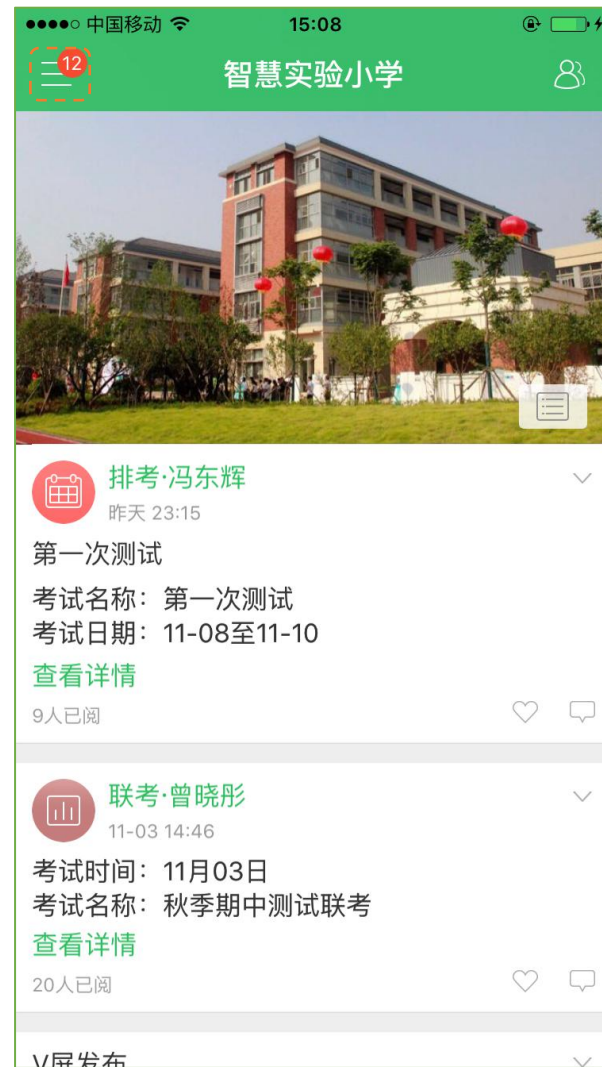 中国移动 15:08
12
智慧实验小学
排考·冯东辉
昨天 23:15
第一次测试
考试名称：第一次测试
考试日期：11-08至11-10
查看详情
9人已阅
联考·曾晓彤
11-03 14:46
考试时间：11月03日
考试名称：秋季期中测试联考
查看详情
20人已阅
V屏发布